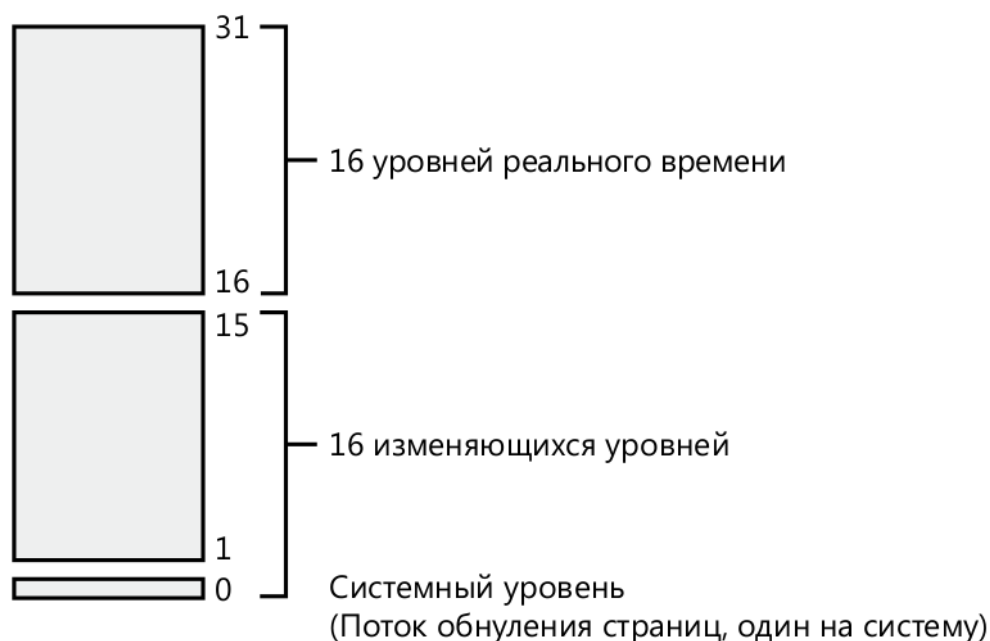 31
16 уровней реального времени
16
15
16 изменяющихся уровней
1
0
Системный уровень
(Поток обнуления страниц, один на систему)